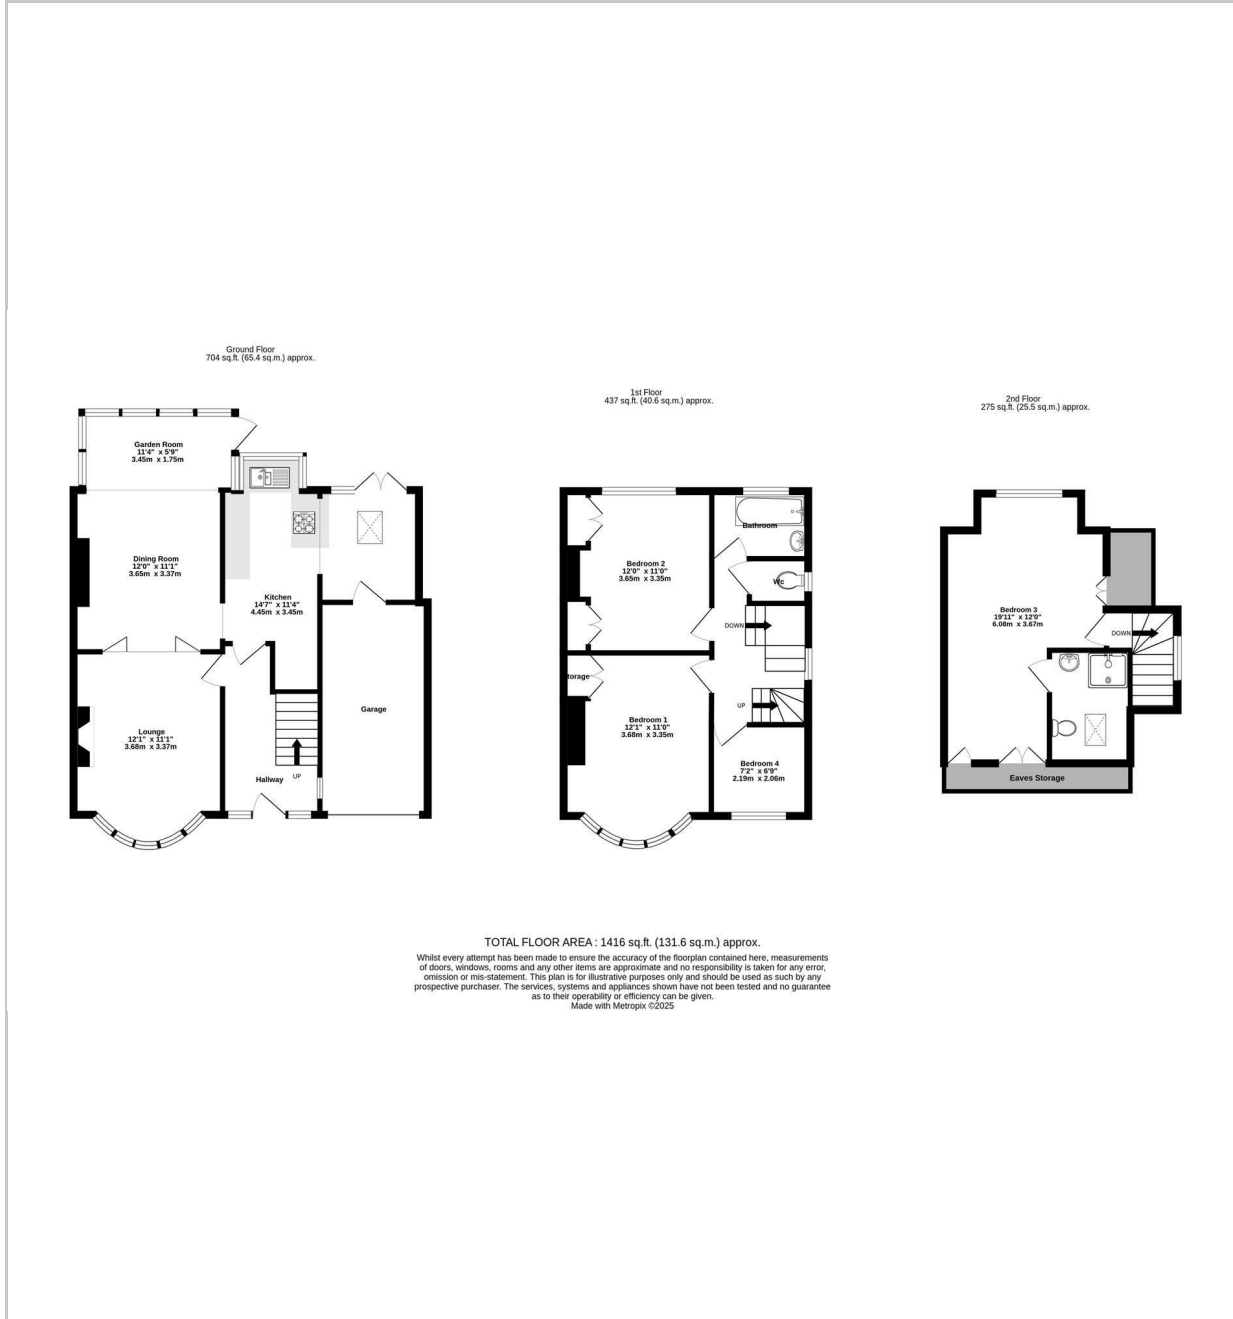 Ground Floor
704 sq.ft. (65.4 sq.m.) approx.
Garden Room
11'4" x 5'9"
3.45m x 1.75m
Dining Room
12'0" x 11'1"
3.65m x 3.37m
Kitchen
14'7" x 11'4"
4.45m x 3.45m
Lounge
12'1" x 11'1"
3.68m x 3.37m
Garage
Hallway
UP
1st Floor
437 sq.ft. (40.6 sq.m.) approx.
Bathroom
Bedroom 2
12'0" x 11'0"
3.65m x 3.35m
Wc
DOWN
torage
UP
Bedroom 1
12'1" x 11'0"
3.68m x 3.35m
Bedroom 4
7'2" x 6'9"
2.19m x 2.06m
2nd Floor
275 sq.ft. (25.5 sq.m.) approx.
Bedroom 3
19'11" x 12'0"
6.08m x 3.67m
DOWN
Eaves Storage
TOTAL FLOOR AREA : 1416 sq.ft. (131.6 sq.m.) approx.
Whilst every attempt has been made to ensure the accuracy of the floorplan contained here, measurements
of doors, windows, rooms and any other items are approximate and no responsibility is taken for any error,
omission or mis-statement. This plan is for illustrative purposes only and should be used as such by any
prospective purchaser. The services, systems and appliances shown have not been tested and no guarantee
as to their operability or efficiency can be given.
Made with Metropix ©2025